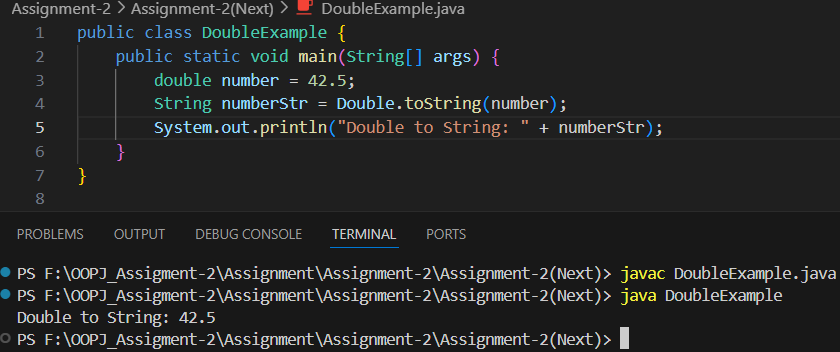 Assignment-2 > Assignment-2(Next) > DoubleExample.java
1 public class DoubleExample {
2 public static void main(String[] args) {
3 double number = 42.5;
4 String numberStr = Double.toString(number);
5 System.out.println("Double to String: " + numberStr);
6 }
7 }
8
PROBLEMS OUTPUT DEBUG CONSOLE TERMINAL PORTS
PS F:\OOPJ_Assigment-2\Assignment\Assignment-2\Assignment-2(Next)> javac DoubleExample.java
PS F:\OOPJ_Assigment-2\Assignment\Assignment-2\Assignment-2(Next)> java DoubleExample
Double to String: 42.5
PS F:\OOPJ_Assigment-2\Assignment\Assignment-2\Assignment-2(Next)>